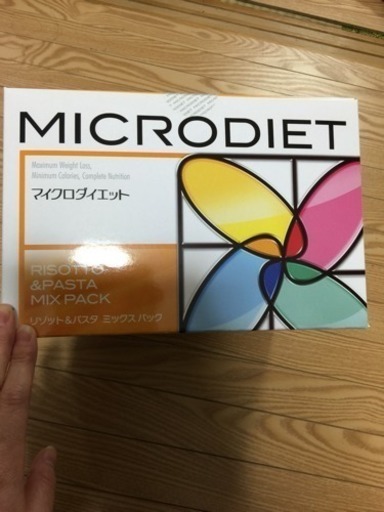 MICRODIET
Maximum Weight Loss,
Minimum Calories, Complete Nutrition
マイクロダイエット
RISOTTO
&PASTA
MIX PACK
リゾット&パスタ ミックス パック